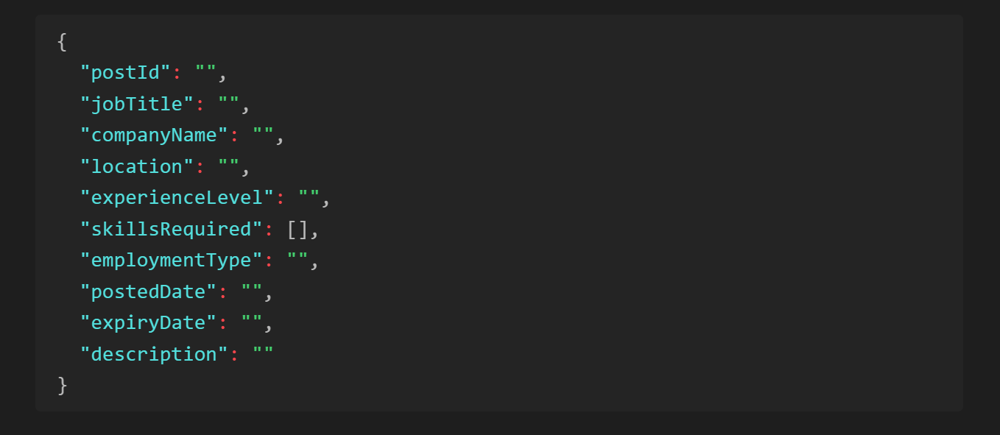 {
"postId": "",
"jobTitle": "",
"companyName": "",
"location": "",
"experienceLevel": "",
"skillsRequired": [],
"employmentType": "",
"postedDate": "",
"expiryDate": "",
"description": ""
}